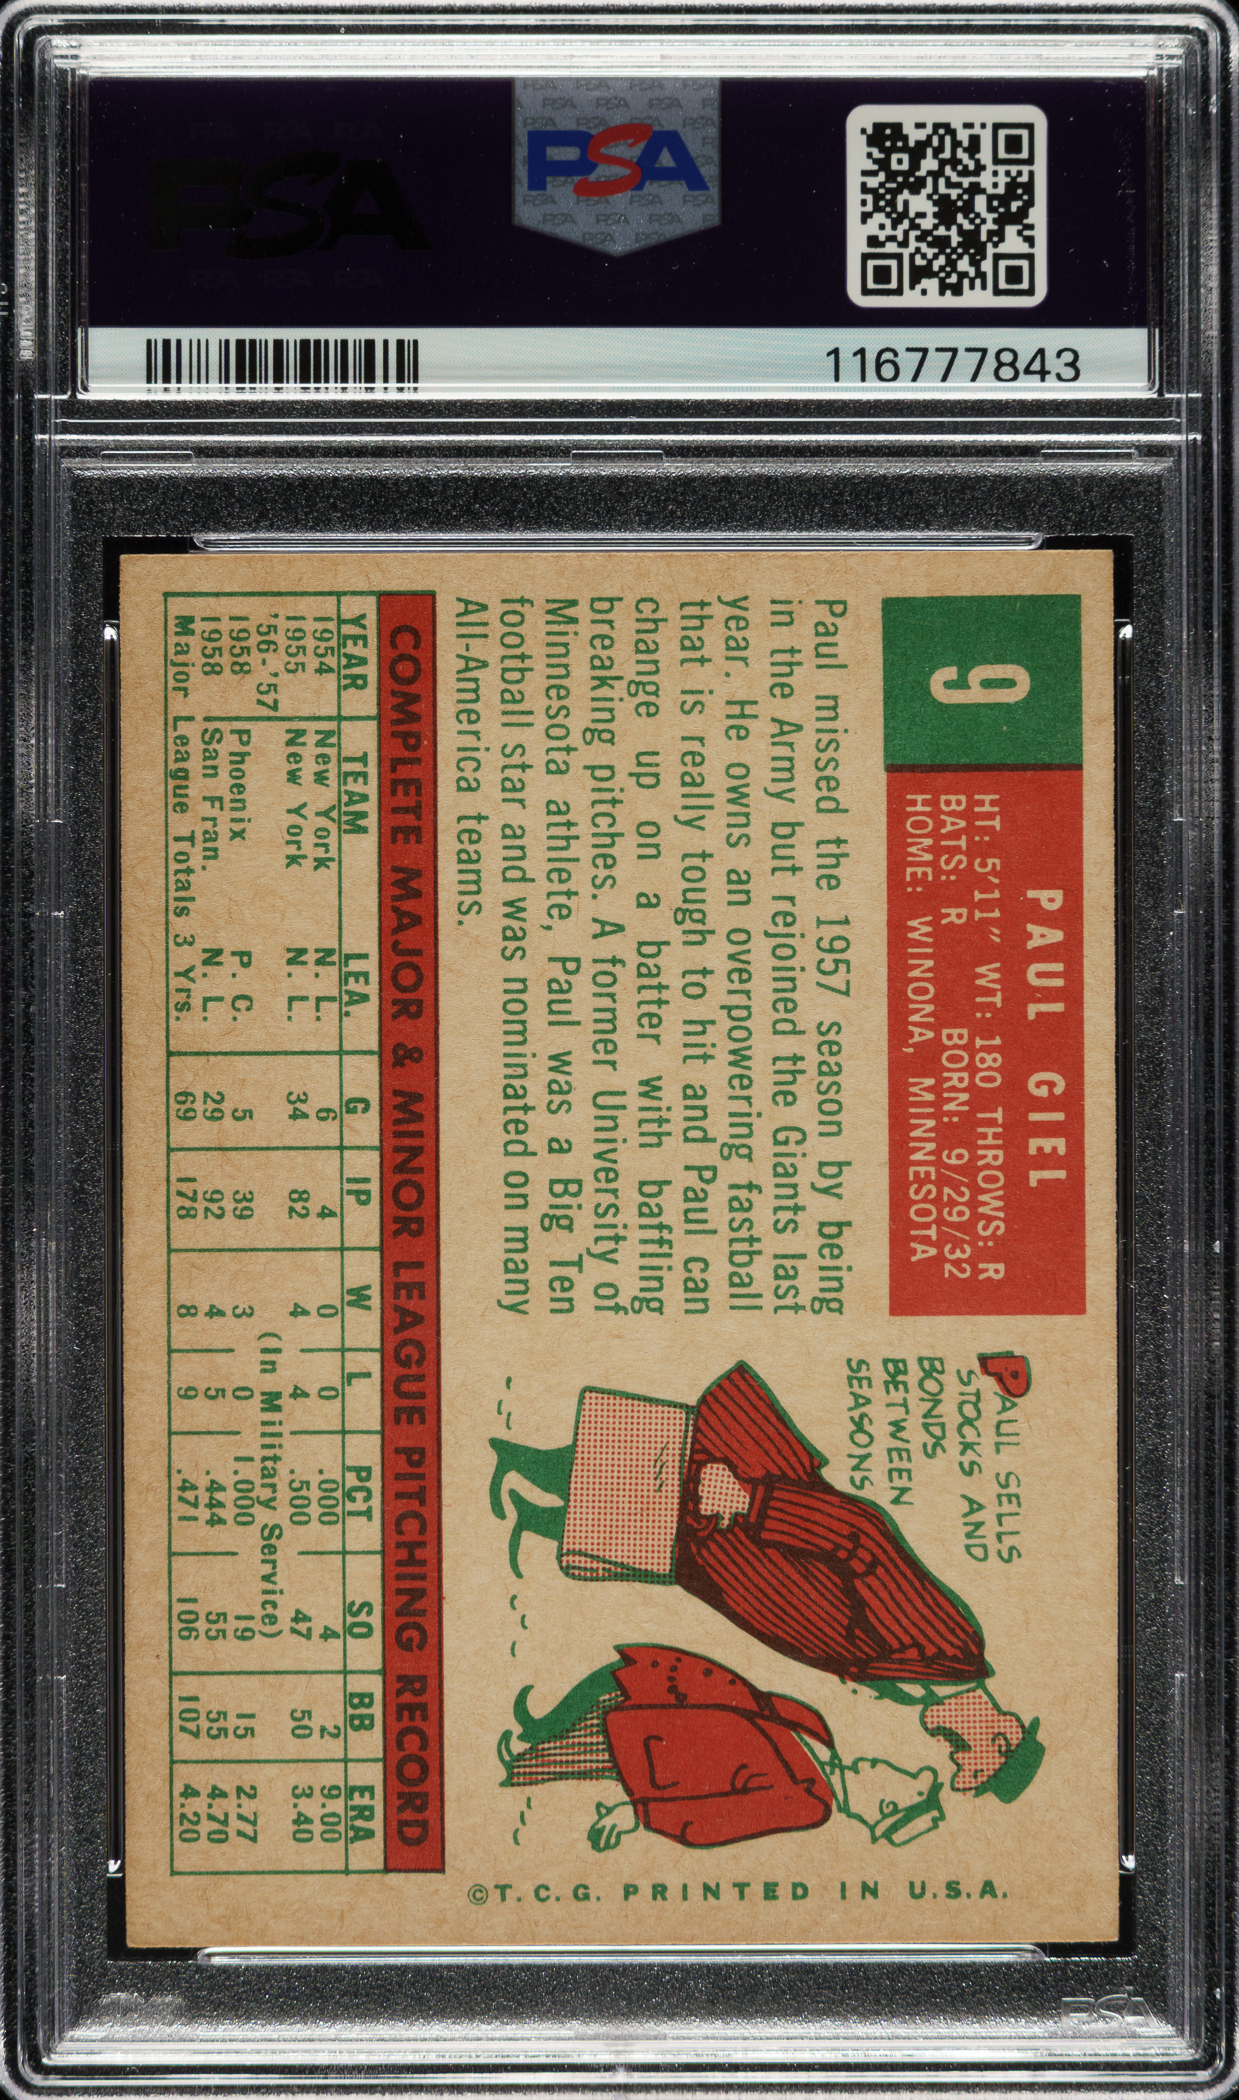 PSA
PSA
116777843
9
PAUL GIEL
HT: 5'11" WT: 180 THROWS: R
BATS: R BORN: 9/29/32
HOME: WINONA, MINNESOTA
Paul missed the 1957 season by being
in the Army but rejoined the Giants last
year. He owns an overpowering fastball
that is really tough to hit and Paul can
change up on a batter with baffling
breaking pitches. A former University of
Minnesota athlete, Paul was a Big Ten
football star and was nominated on many
All-America teams.
PAUL SELLS
STOCKS AND
BONDS
BETWEEN
SEASONS
COMPLETE MAJOR & MINOR LEAGUE PITCHING RECORD
YEAR TEAM LEA. G IP W L PCT SO BB ERA
1954 New York N. L. 6 4 0 0 .000 4 2 9.00
1955 New York N. L. 34 82 4 4 .500 47 50 3.40
'56-'57 (In Military Service)
1958 Phoenix P. C. 5 39 3 0 1.000 19 15 2.77
1958 San Fran. N. L. 29 92 4 5 .444 55 55 4.70
Major League Totals 3 Yrs. 69 178 8 9 .471 106 107 4.20
©T.C.G. PRINTED IN U.S.A.
PSA